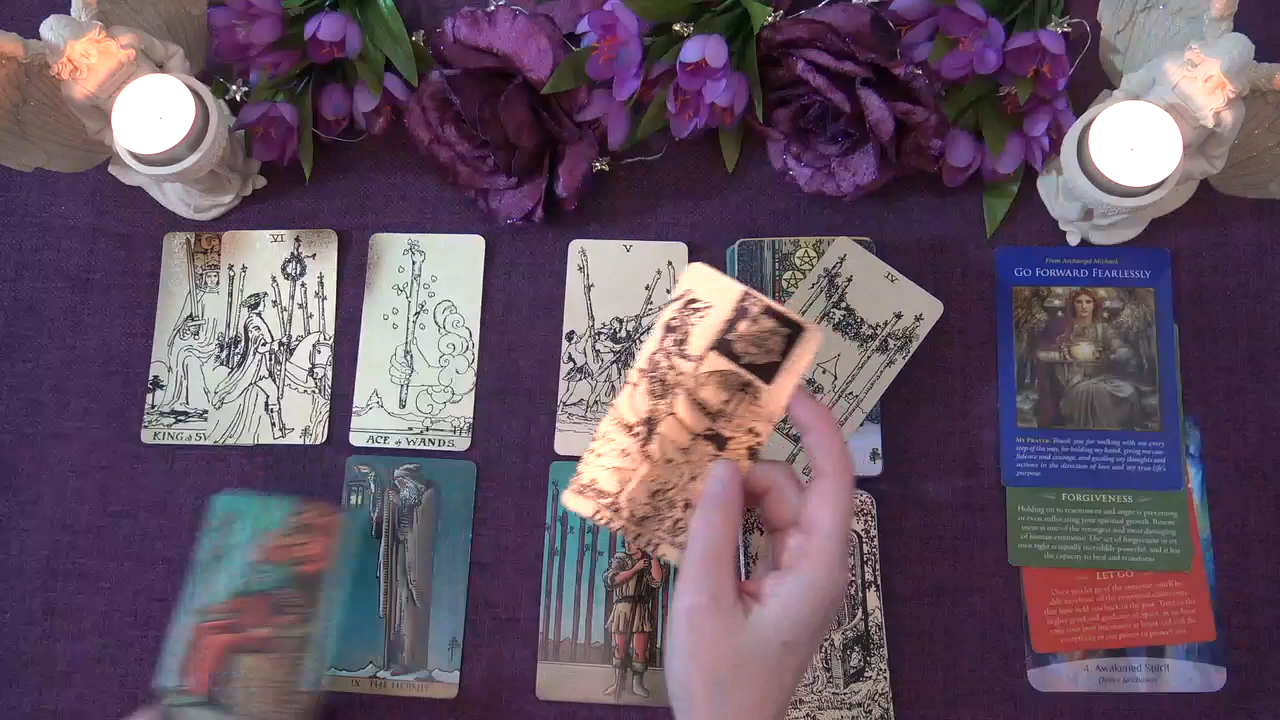 VI
KING of SW
ACE of WANDS.
V
IV
IX THE HERMIT
From Archangel Michael:
GO FORWARD FEARLESSLY
MY PRAYER: Thank you for walking with me every
step of the way, for holding my hand, giving me con-
fidence and courage, and guiding my thoughts and
actions in the direction of love and my true life's
purpose.
FORGIVENESS
Holding on to resentment and anger is preventing
or even suffocating your spiritual growth. Resent
ment is one of the strongest and most damaging
of human emotions. The act of forgiveness in its
own right is equally incredibly powerful, and it has
the capacity to heal and transform
LET GO
4. Awakened Spirit